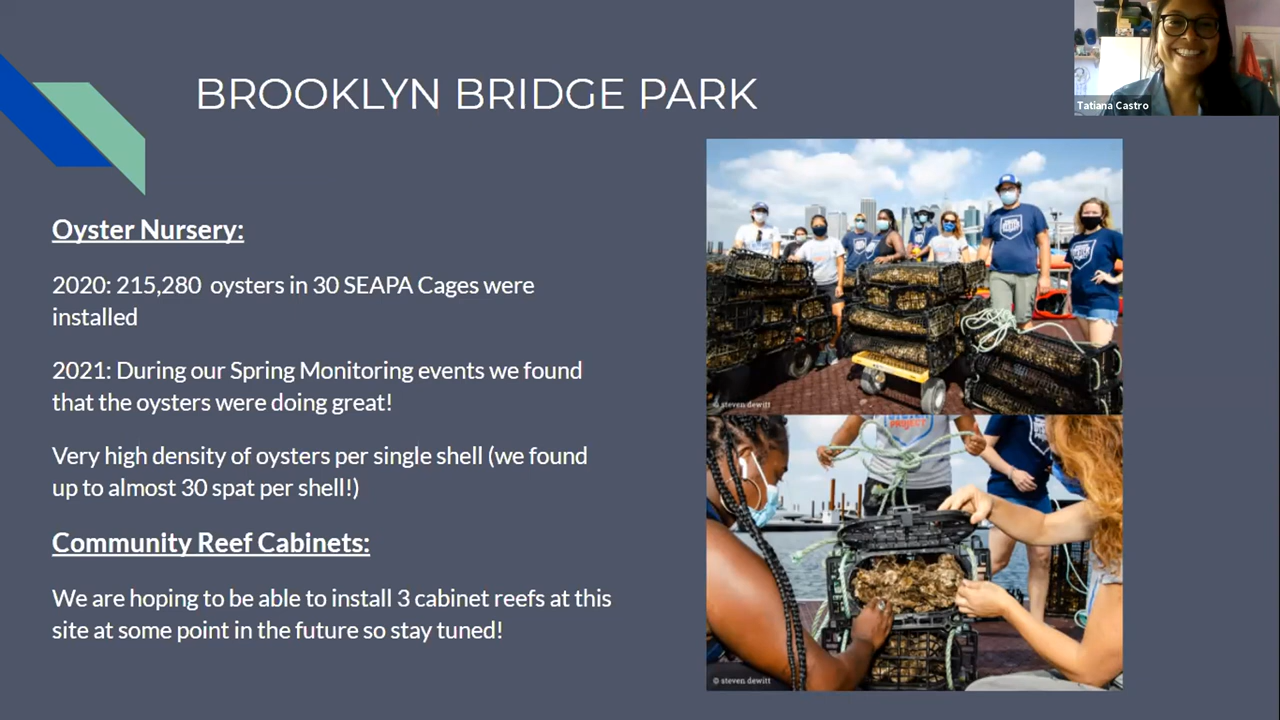 BROOKLYN BRIDGE PARK
Tatiana Castro
Oyster Nursery:
2020: 215,280 oysters in 30 SEAPA Cages were
installed
2021: During our Spring Monitoring events we found
that the oysters were doing great!
Very high density of oysters per single shell (we found
up to almost 30 spat per shell!)
Community Reef Cabinets:
We are hoping to be able to install 3 cabinet reefs at this
site at some point in the future so stay tuned!
© steven dewitt
PROJECT
© steven dewitt